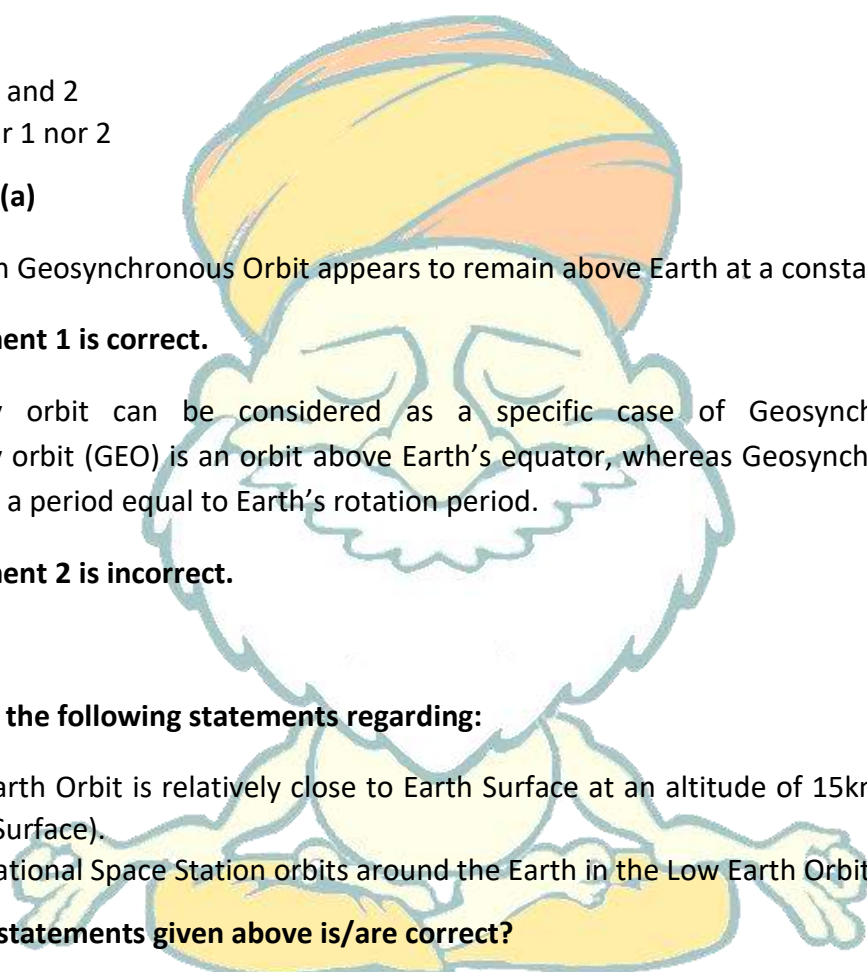 and 2
r 1 nor 2
(a)
n Geosynchronous Orbit appears to remain above Earth at a consta
ent 1 is correct.
y orbit can be considered as a specific case of Geosynch
y orbit (GEO) is an orbit above Earth's equator, whereas Geosynch
a period equal to Earth's rotation period.
ent 2 is incorrect.
the following statements regarding:
arth Orbit is relatively close to Earth Surface at an altitude of 15k
Surface).
ational Space Station orbits around the Earth in the Low Earth Orbit
statements given above is/are correct?